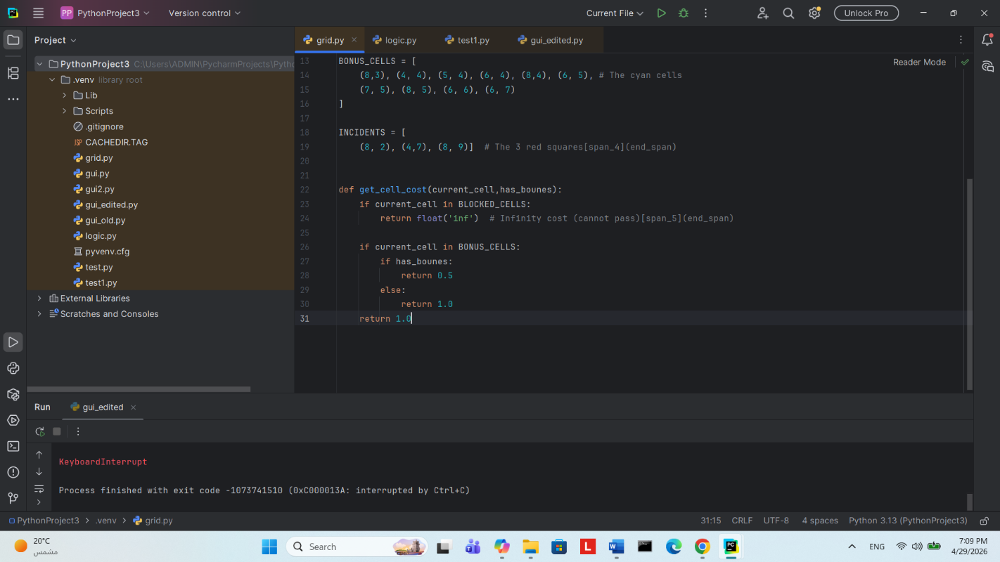 PP PythonProject3 Version control Current File Unlock Pro
Project
PythonProject3 C:\Users\ADMIN\PycharmProjects\Pytho
.venv library root
Lib
Scripts
.gitignore
JSP CACHEDIR.TAG
grid.py
gui.py
gui2.py
gui_edited.py
gui_old.py
logic.py
pyvenv.cfg
test.py
test1.py
External Libraries
Scratches and Consoles
grid.py logic.py test1.py gui_edited.py
Reader Mode
13 BONUS_CELLS = [
14 (8,3), (4, 4), (5, 4), (6, 4), (8,4), (6, 5), # The cyan cells
15 (7, 5), (8, 5), (6, 6), (6, 7)
16 ]
17
18 INCIDENTS = [
19 (8, 2), (4,7), (8, 9)] # The 3 red squares[span_4](end_span)
20
21
22 def get_cell_cost(current_cell,has_bounes):
23 if current_cell in BLOCKED_CELLS:
24 return float('inf') # Infinity cost (cannot pass)[span_5](end_span)
25
26 if current_cell in BONUS_CELLS:
27 if has_bounes:
28 return 0.5
29 else:
30 return 1.0
31 return 1.0
Run gui_edited
KeyboardInterrupt
Process finished with exit code -1073741510 (0xC000013A: interrupted by Ctrl+C)
PythonProject3 > .venv > grid.py 31:15 CRLF UTF-8 4 spaces Python 3.13 (PythonProject3)
20°C
مشمس
Search
L
ENG
7:09 PM
4/29/2026